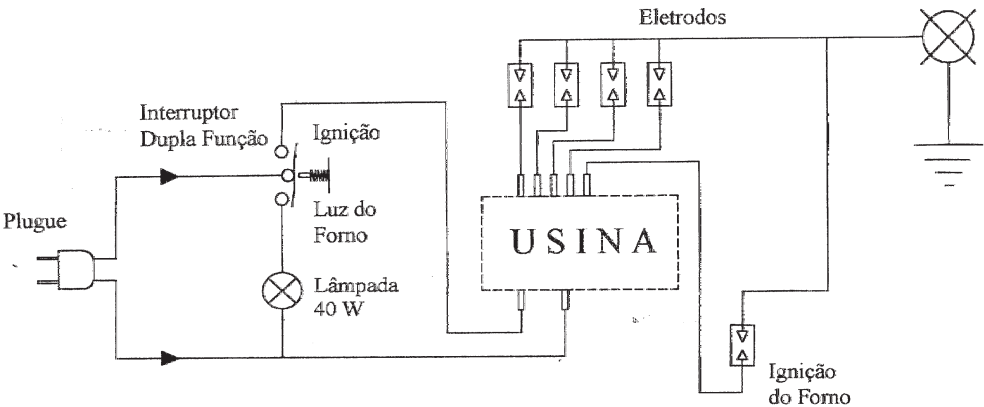 Eletrodos
Interruptor
Dupla Função
Ignição
Plugue
Luz do
Forno
USINA
Lâmpada
40 W
Ignição
do Forno